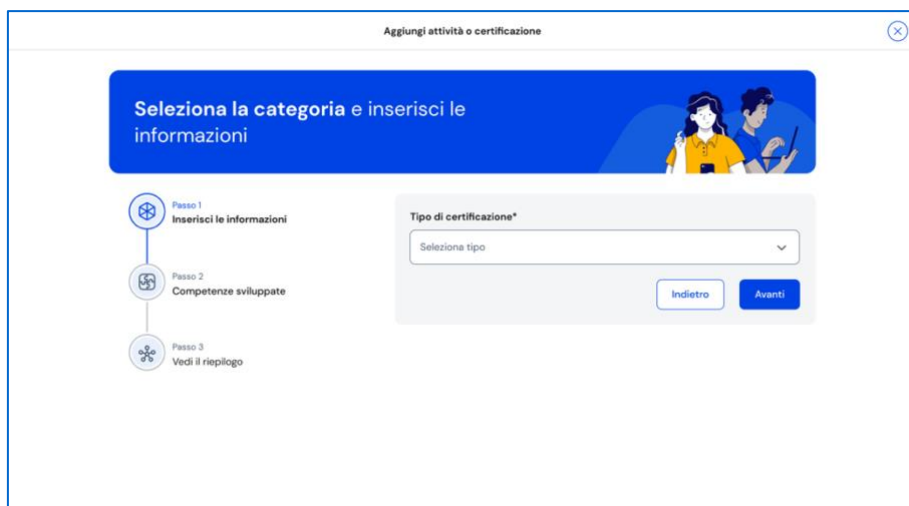 Aggiungi attività o certificazione
Seleziona la categoria e inserisci le
informazioni
Passo 1
Inserisci le informazioni
Passo 2
Competenze sviluppate
Passo 3
Vedi il riepilogo
Tipo di certificazione*
Seleziona tipo
Indietro
Avanti